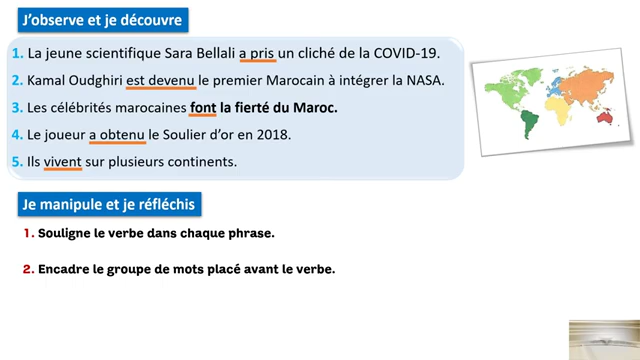 J'observe et je découvre
1. La jeune scientifique Sara Bellali a pris un cliché de la COVID-19.
2. Kamal Oudghiri est devenu le premier Marocain à intégrer la NASA.
3. Les célébrités marocaines font la fierté du Maroc.
4. Le joueur a obtenu le Soulier d'or en 2018.
5. Ils vivent sur plusieurs continents.
Je manipule et je réfléchis
1. Souligne le verbe dans chaque phrase.
2. Encadre le groupe de mots placé avant le verbe.